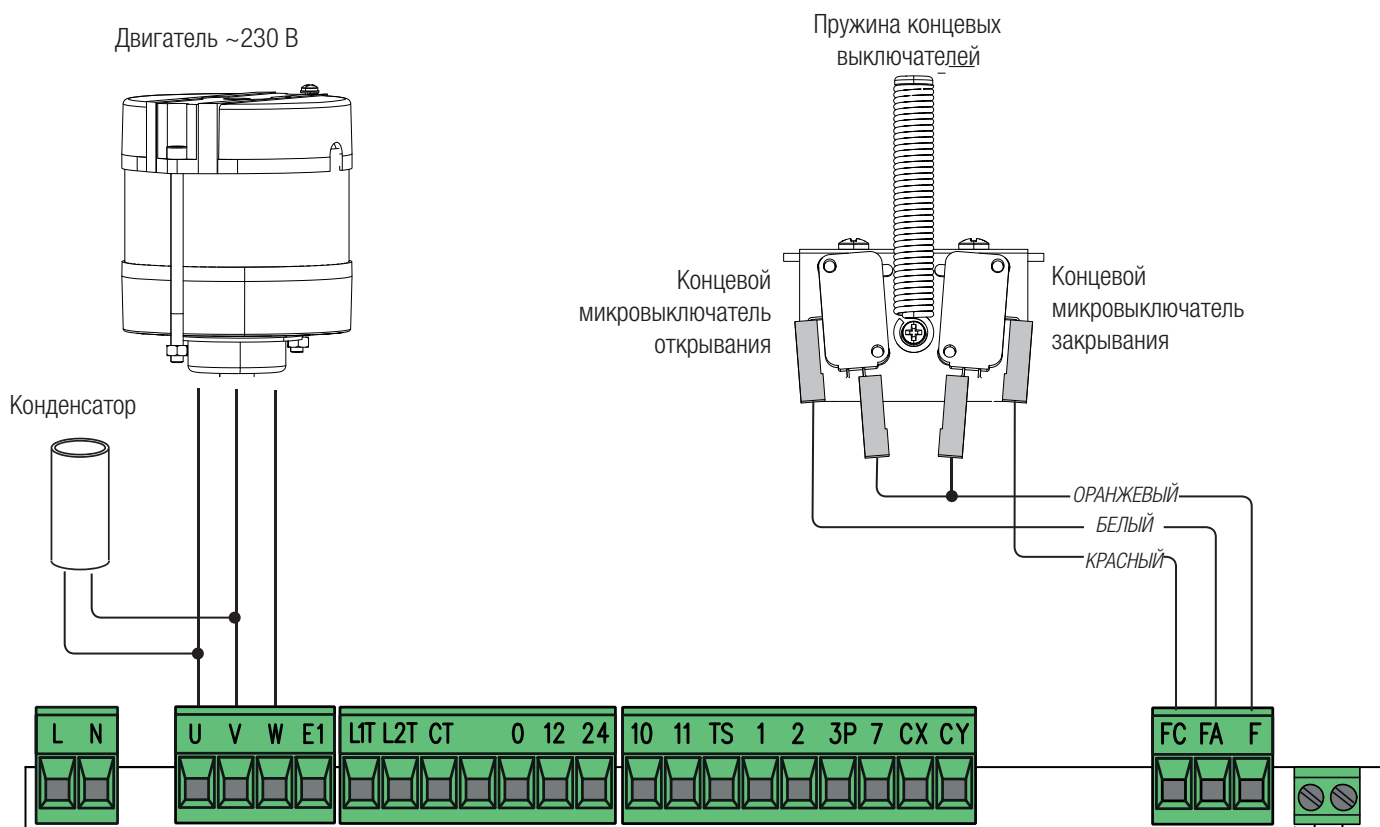 Двигатель ~230 В
Пружина концевых
выключателей
Концевой
микровыключатель
открывания
Концевой
микровыключатель
закрывания
Конденсатор
ОРАНЖЕВЫЙ
БЕЛЫЙ
КРАСНЫЙ
L N
U V W E1
L1T L2T CT 0 12 24
10 11 TS 1 2 3P 7 CX CY
FC FA F